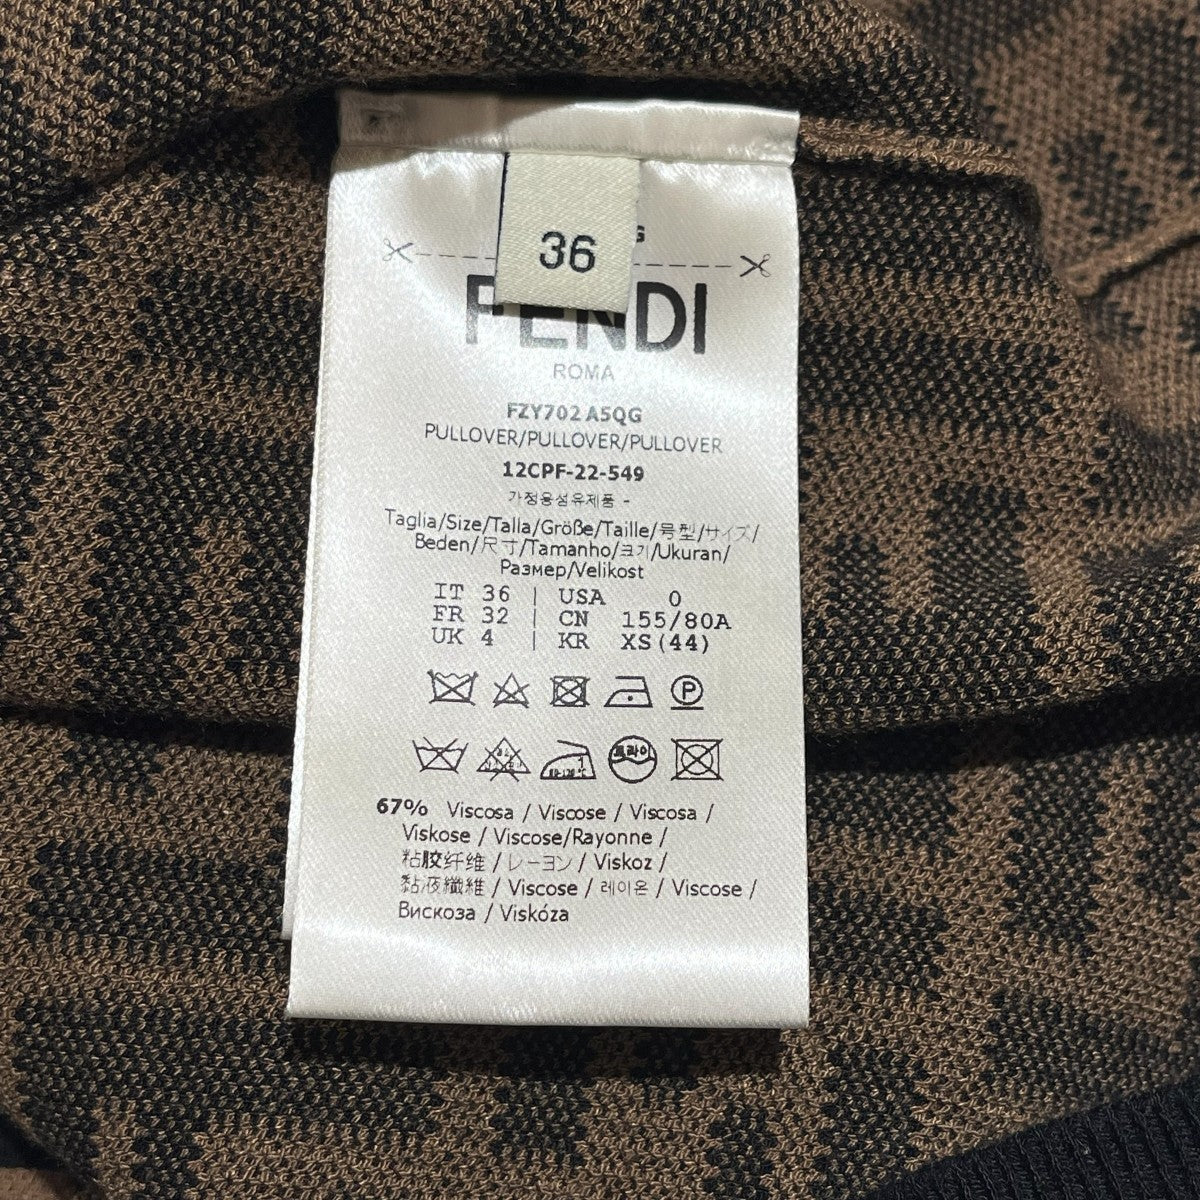 36
FENDI
ROMA
FZY702 A5QG
PULLOVER/PULLOVER/PULLOVER
12CPF-22-549
가정용섬유제품 -
Taglia/Size/Talla/Größe/Taille/号型/サイズ/
Beden/尺寸/Tamanho/크기/Ukuran/
Размер/Velikost
IT 36 | USA 0
FR 32 | CN 155/80A
UK 4 | KR XS(44)
P
드라이
67% Viscosa / Viscose / Viscosa /
Viskose / Viscose/Rayonne /
粘胶纤维 / レーヨン / Viskoz /
黏液纖維 / Viscose / 레이온 / Viscose /
Вискоза / Viskóza